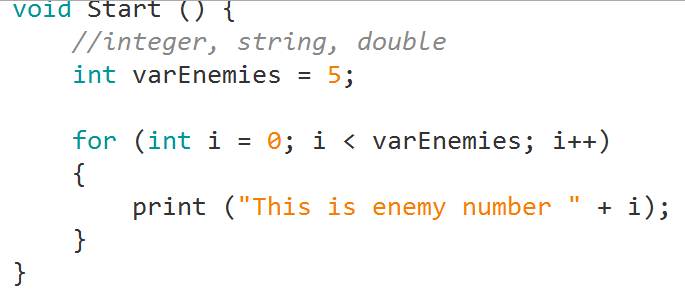 void Start () {
//integer, string, double
int varEnemies = 5;
for (int i = 0; i < varEnemies; i++)
{
print ("This is enemy number " + i);
}
}